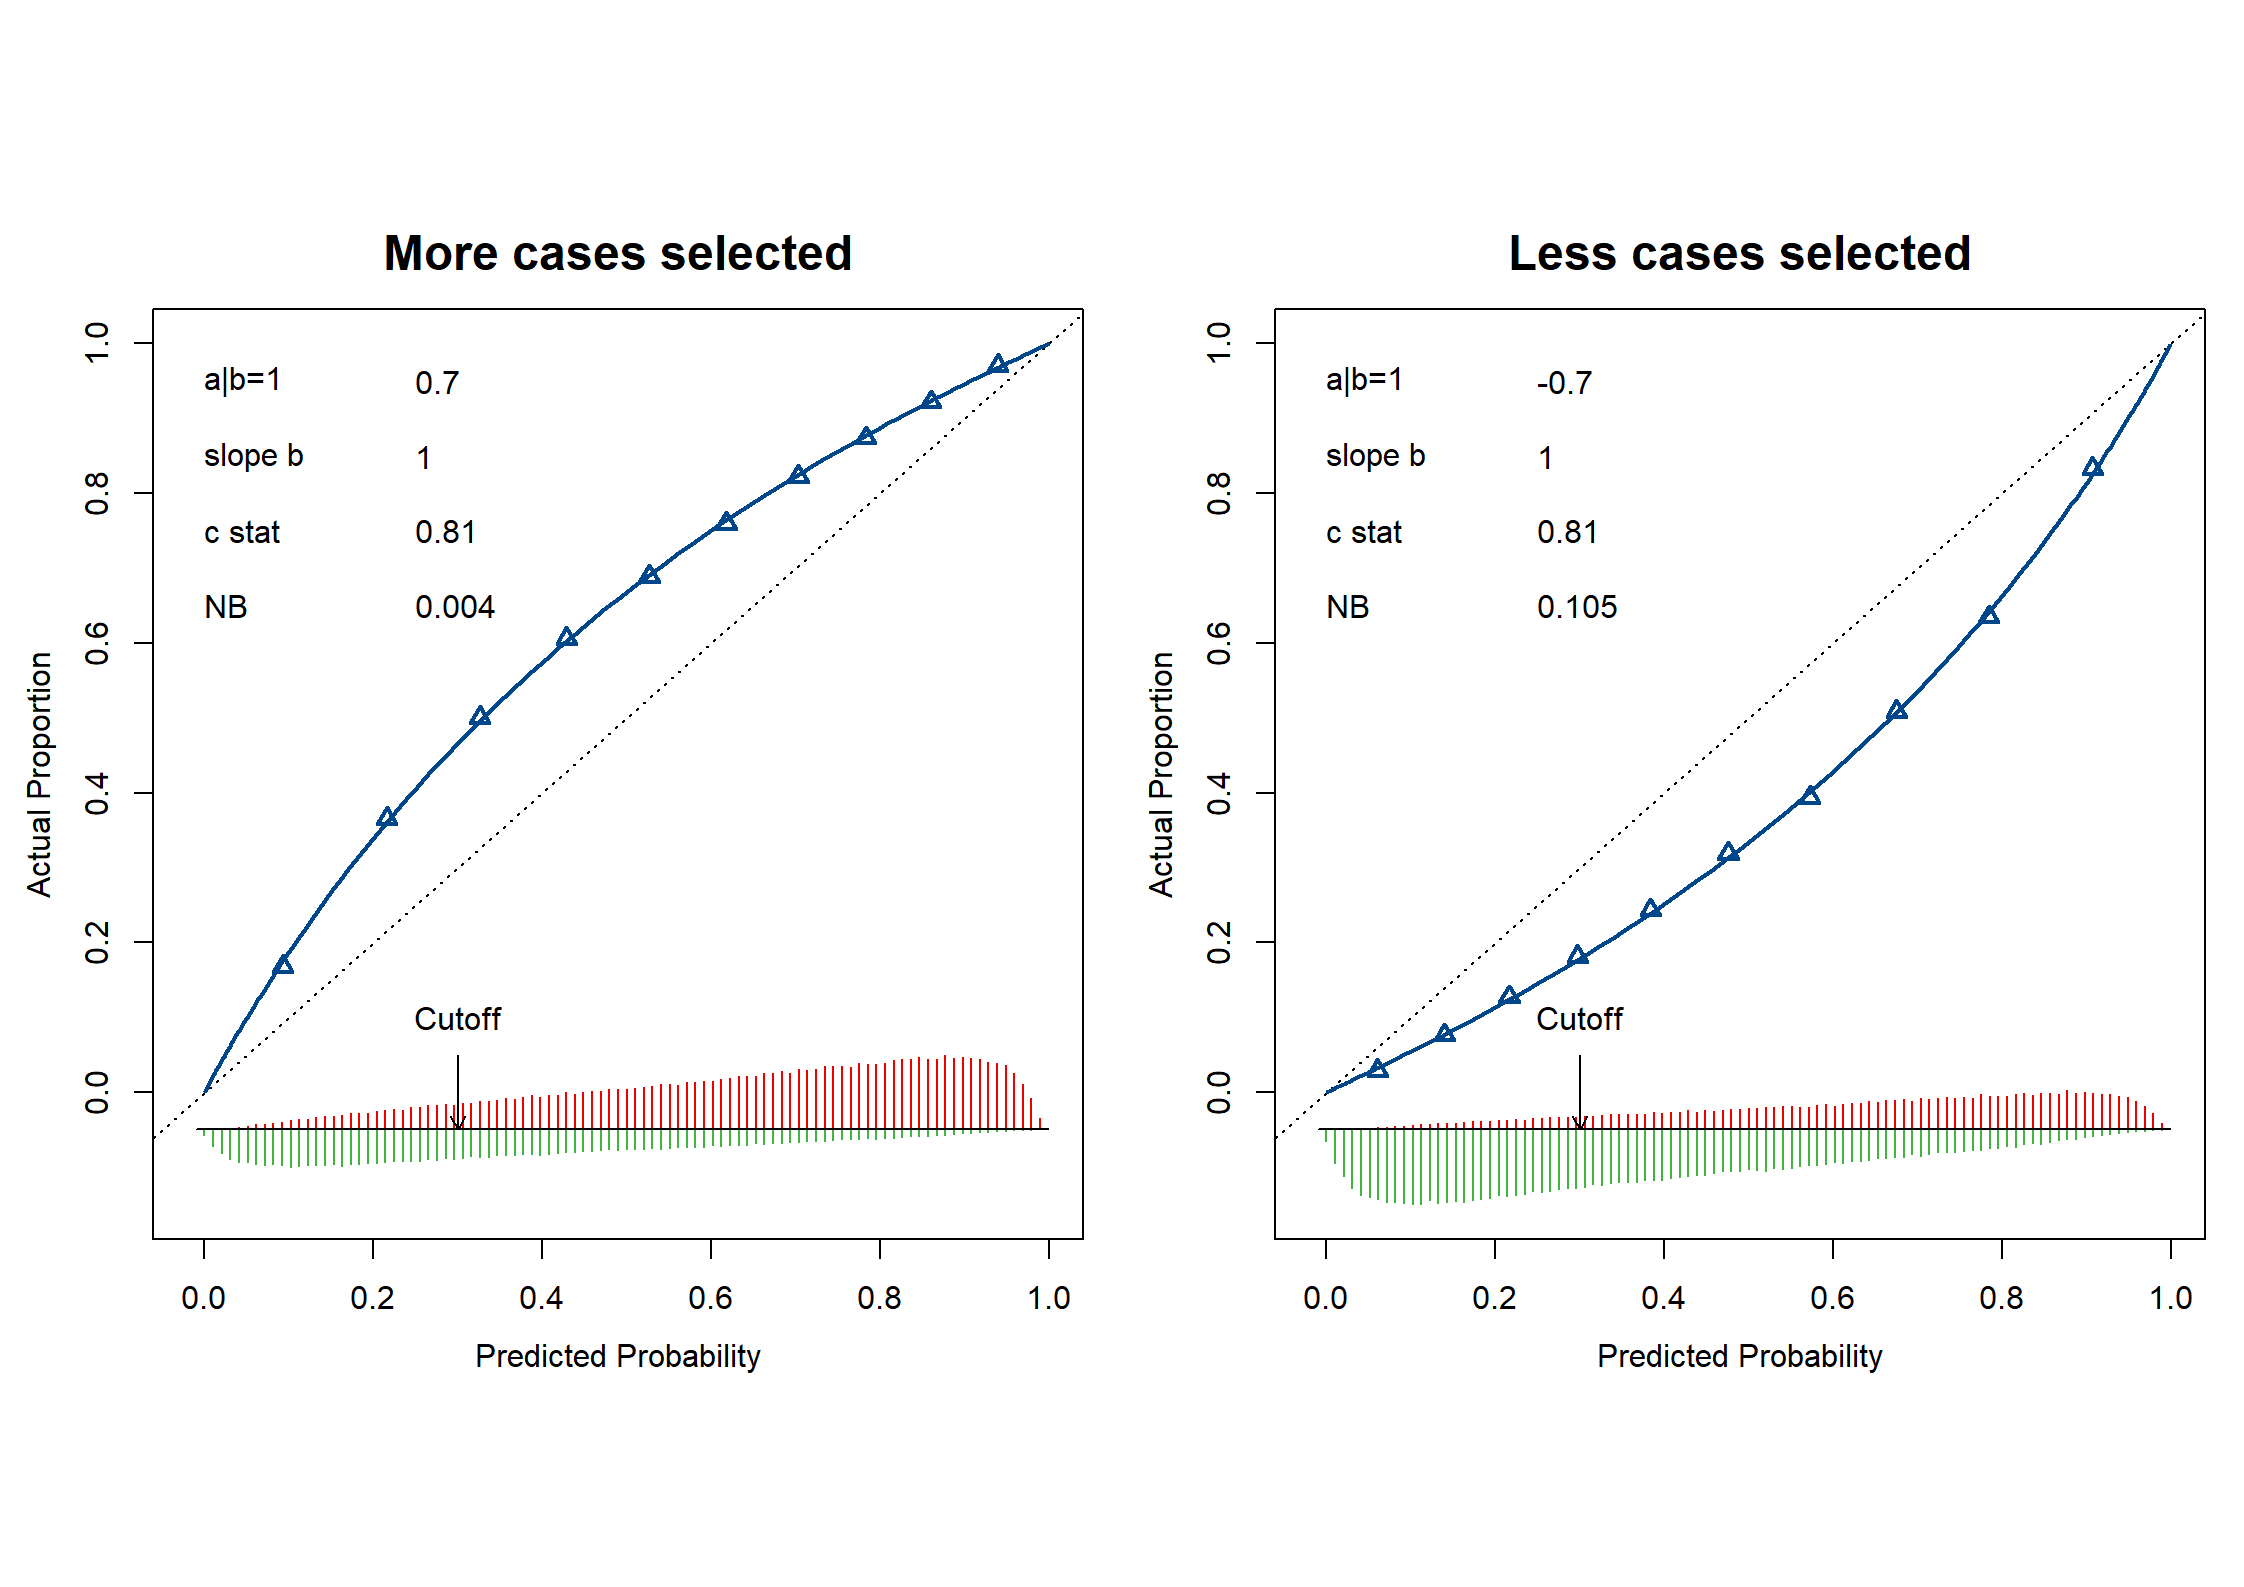 More cases selected
a|b=1 0.7
slope b 1
c stat 0.81
NB 0.004
Cutoff
Actual Proportion
0.0 0.2 0.4 0.6 0.8 1.0
0.0 0.2 0.4 0.6 0.8 1.0
Predicted Probability
Less cases selected
a|b=1 -0.7
slope b 1
c stat 0.81
NB 0.105
Cutoff
Actual Proportion
0.0 0.2 0.4 0.6 0.8 1.0
0.0 0.2 0.4 0.6 0.8 1.0
Predicted Probability